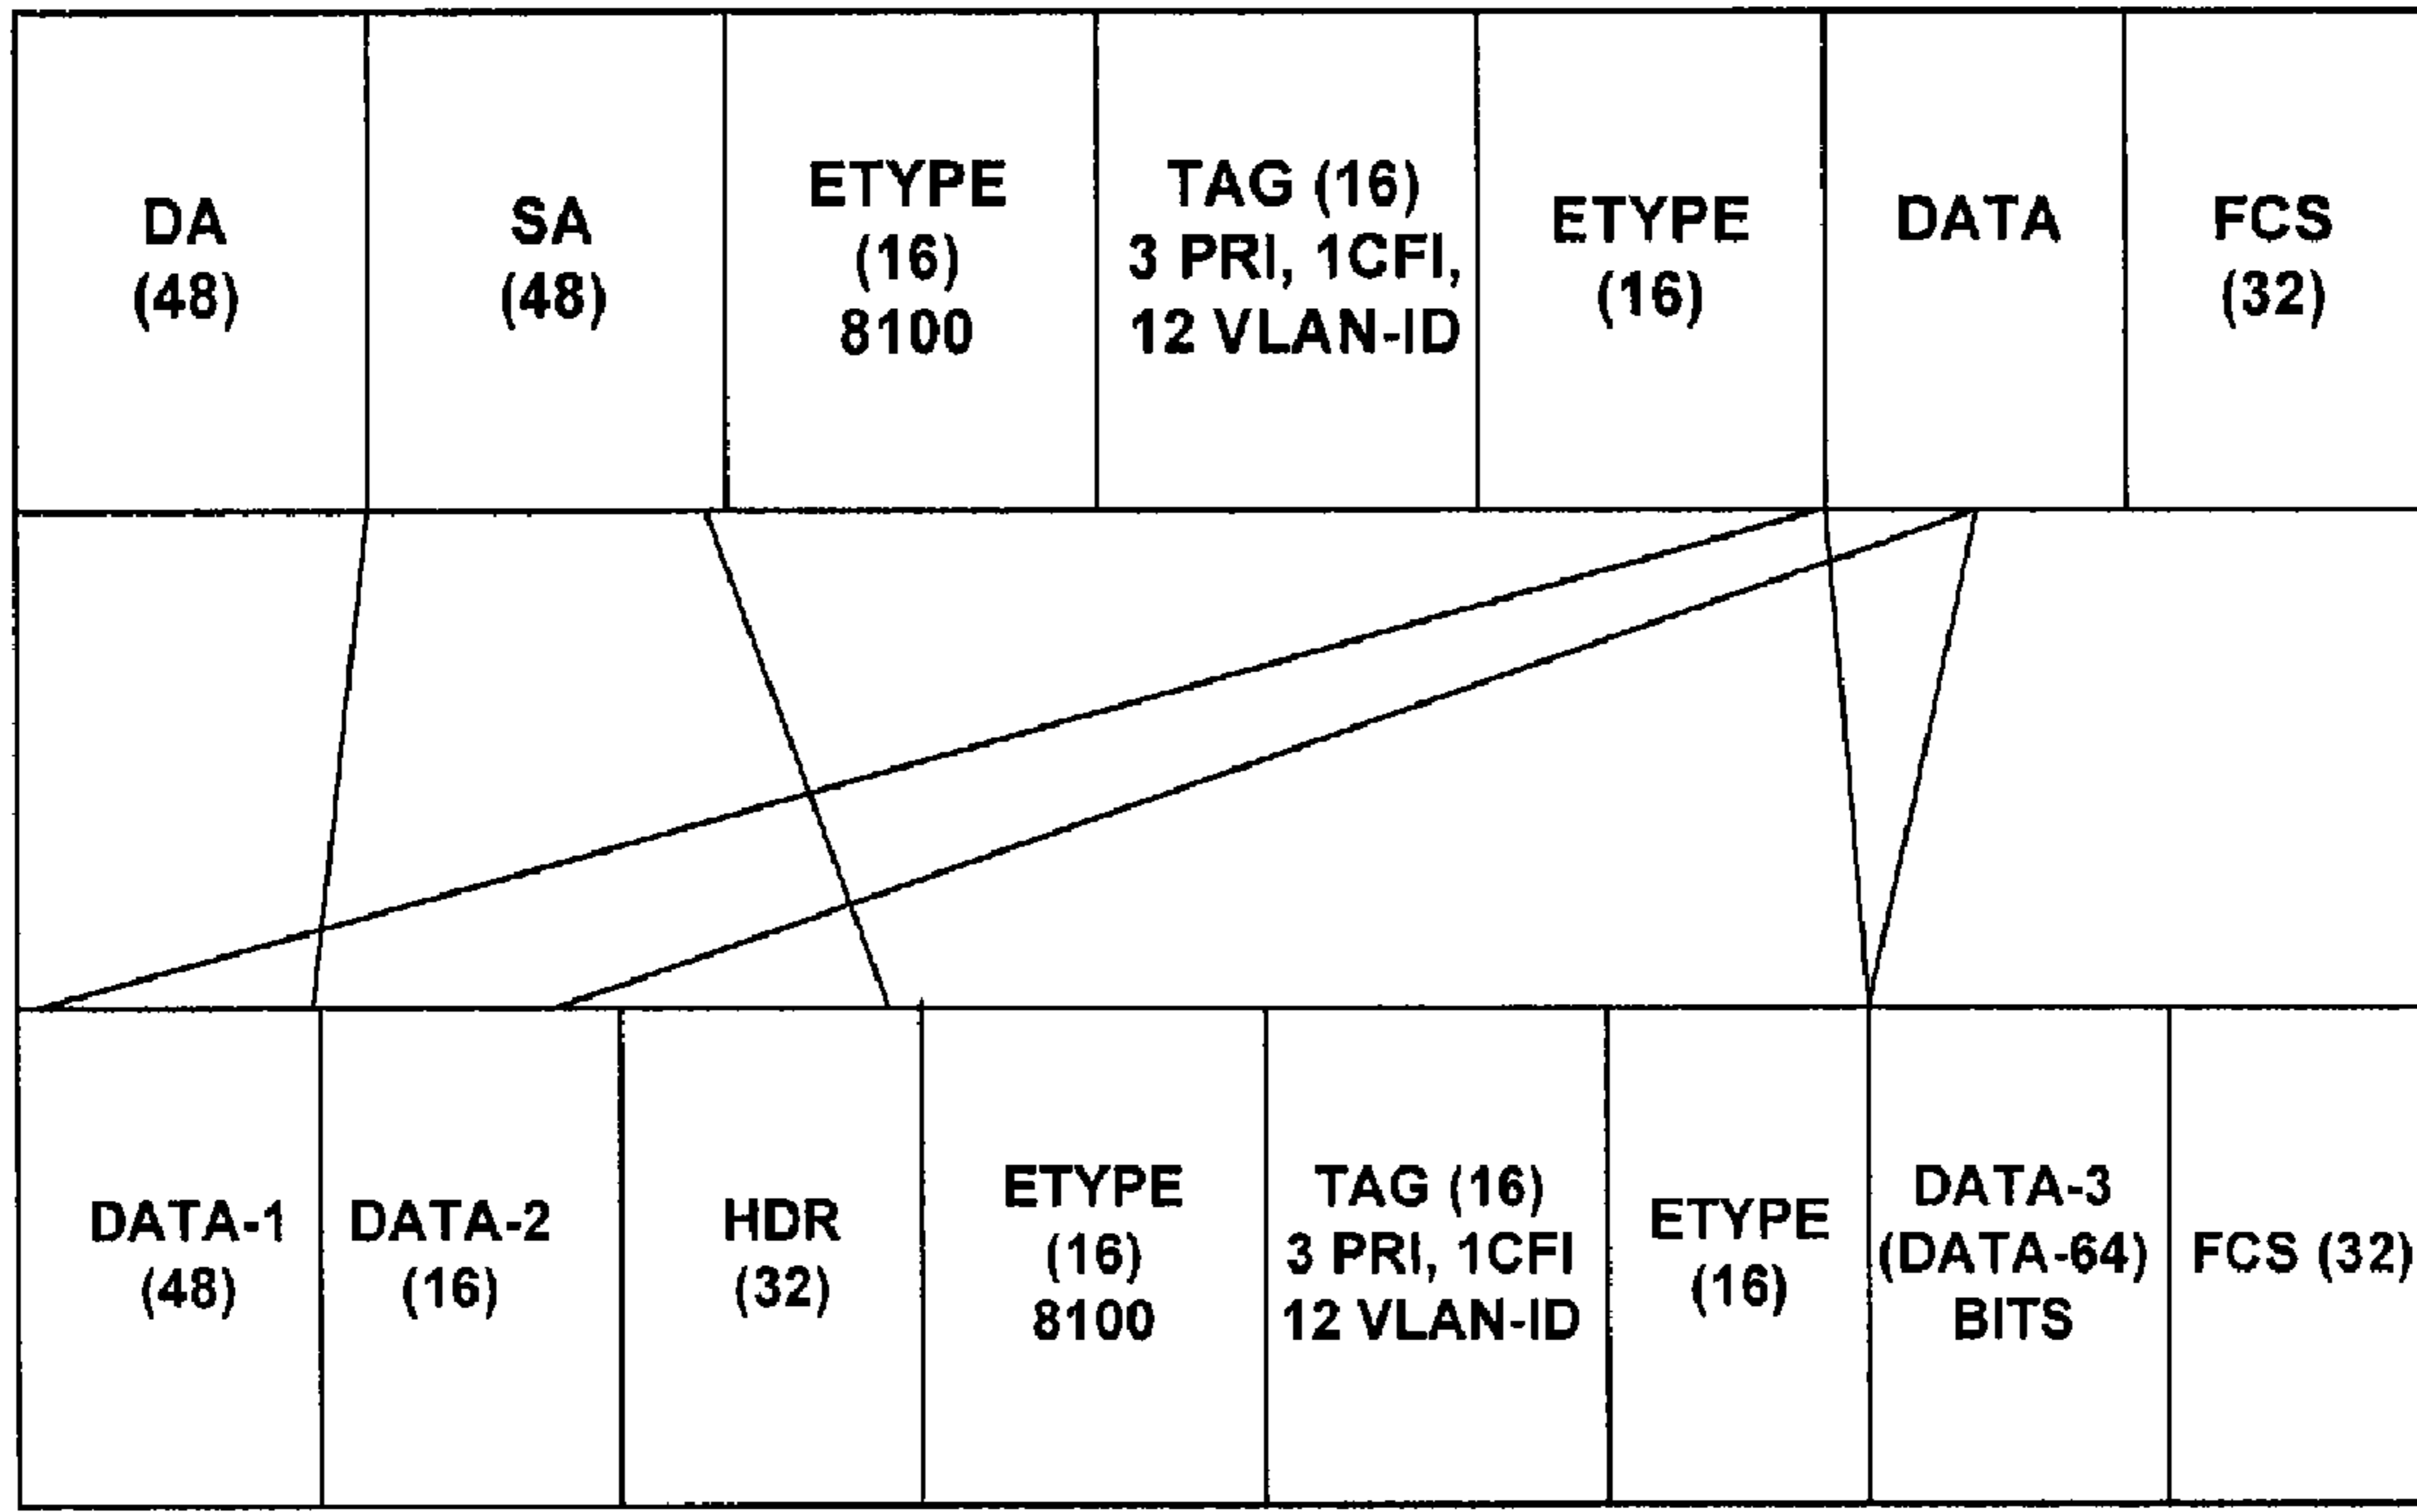 DA
(48)
SA
(48)
ETYPE
(16)
8100
TAG (16)
3 PRI, 1CFI,
12 VLAN-ID
ETYPE
(16)
DATA
FCS
(32)
DATA-1
(48)
DATA-2
(16)
HDR
(32)
ETYPE
(16)
8100
TAG (16)
3 PRI, 1CFI
12 VLAN-ID
ETYPE
(16)
DATA-3
(DATA-64)
BITS
FCS (32)